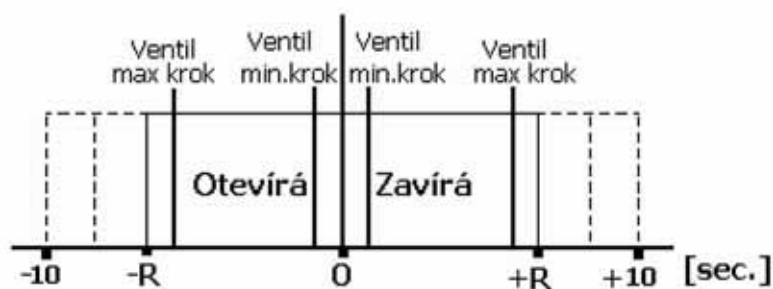 Ventil
max krok
Ventil
min.krok
Ventil
min.krok
Ventil
max krok
Otevírá
Zavírá
-10 -R 0 +R +10 [sec.]